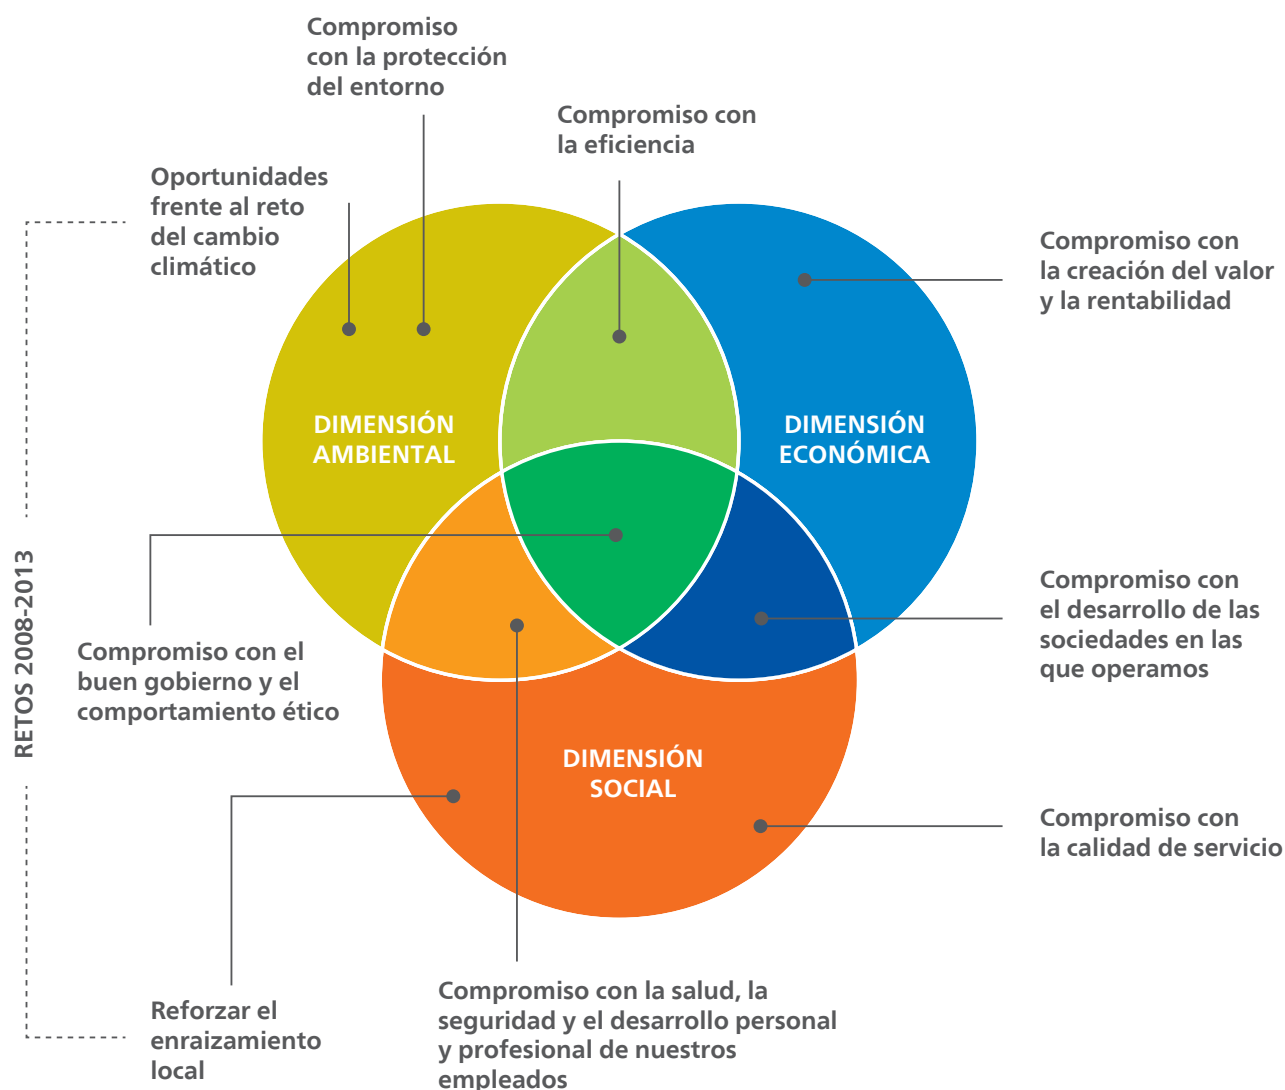 Compromiso
con la protección
del entorno
Compromiso con
la eficiencia
Oportunidades
frente al reto
del cambio
climático
Compromiso con
la creación del valor
y la rentabilidad
DIMENSIÓN
AMBIENTAL
DIMENSIÓN
ECONÓMICA
RETOS 2008-2013
Compromiso con
el desarrollo de las
sociedades en las
que operamos
Compromiso con el
buen gobierno y el
comportamiento ético
DIMENSIÓN
SOCIAL
Compromiso con
la calidad de servicio
Reforzar el
enraizamiento
local
Compromiso con la salud, la
seguridad y el desarrollo personal
y profesional de nuestros
empleados